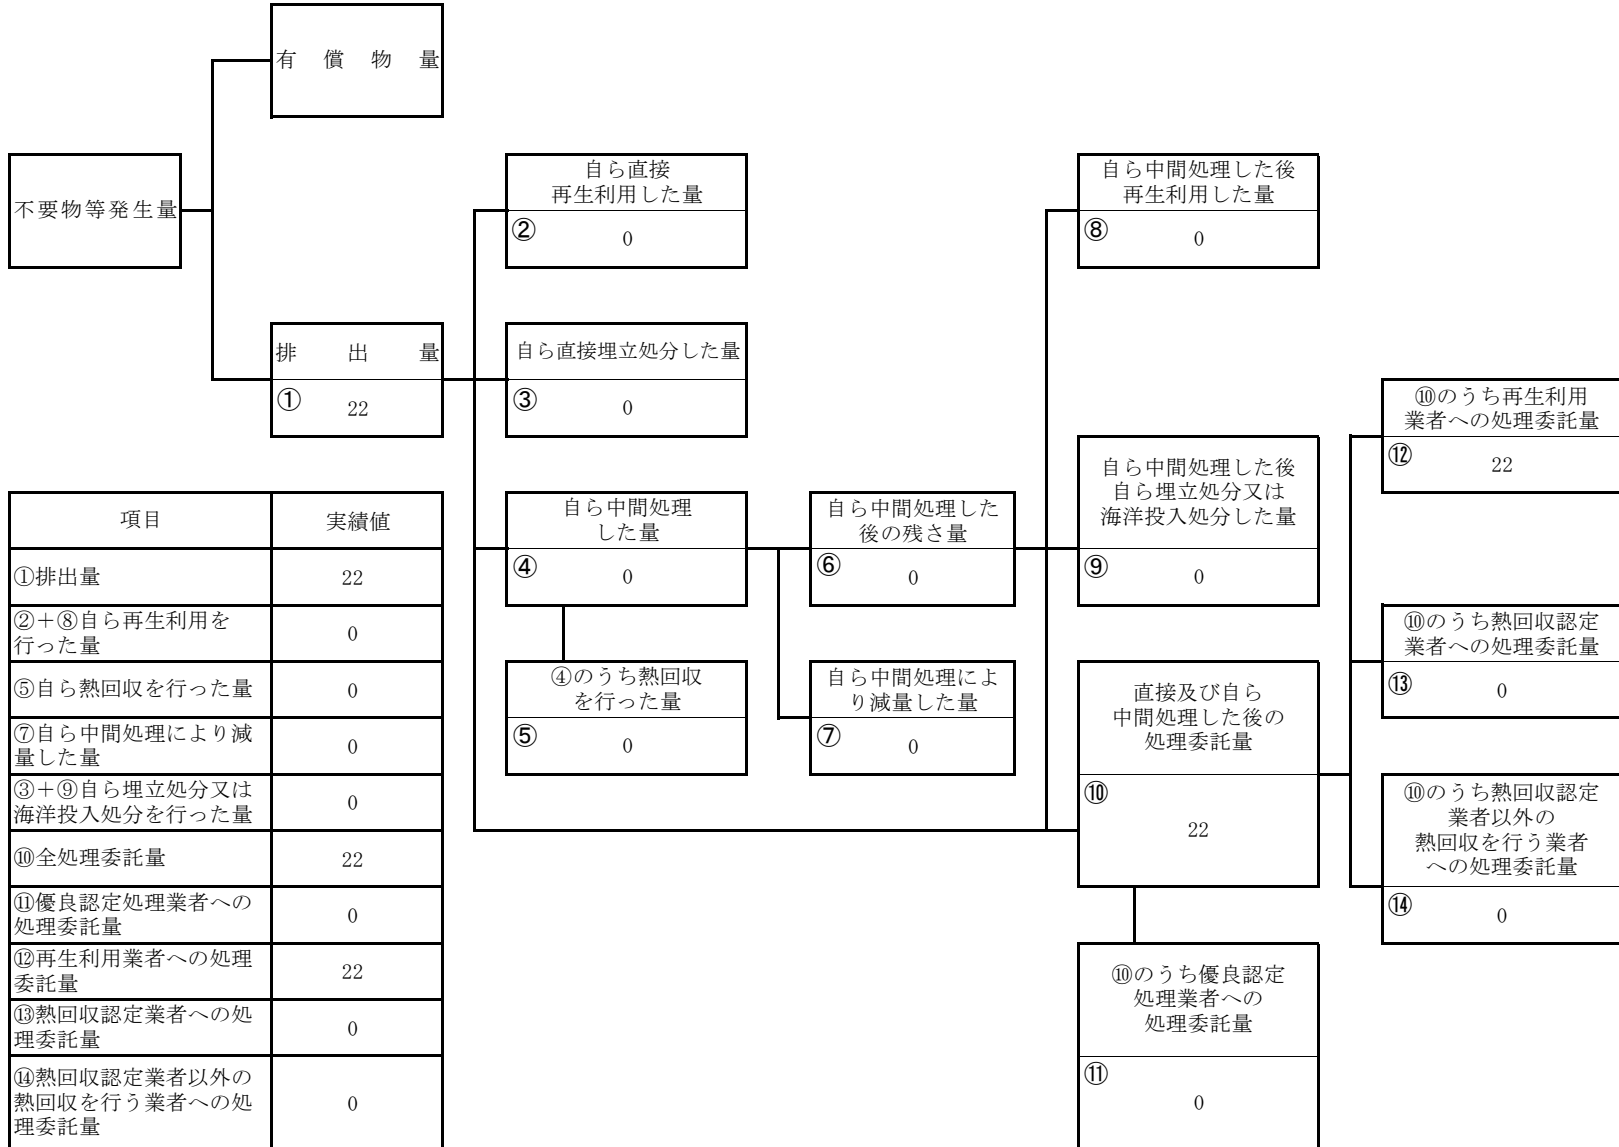 有償物量
不要物等発生量
排出量
① 22
自ら直接
再生利用した量
② 0
自ら直接埋立処分した量
③ 0
自ら中間処理
した量
④ 0
④のうち熱回収
を行った量
⑤ 0
自ら中間処理した
後の残さ量
⑥ 0
自ら中間処理によ
り減量した量
⑦ 0
自ら中間処理した後
再生利用した量
⑧ 0
自ら中間処理した後
自ら埋立処分又は
海洋投入処分した量
⑨ 0
直接及び自ら
中間処理した後の
処理委託量
⑩
22
⑩のうち優良認定
処理業者への
処理委託量
⑪
0
⑩のうち再生利用
業者への処理委託量
⑫ 22
⑩のうち熱回収認定
業者への処理委託量
⑬ 0
⑩のうち熱回収認定
業者以外の
熱回収を行う業者
への処理委託量
⑭ 0
項目 実績値
①排出量 22
②＋⑧自ら再生利用を
行った量 0
⑤自ら熱回収を行った量 0
⑦自ら中間処理により減
量した量 0
③＋⑨自ら埋立処分又は
海洋投入処分を行った量 0
⑩全処理委託量 22
⑪優良認定処理業者への
処理委託量 0
⑫再生利用業者への処理
委託量 22
⑬熱回収認定業者への処
理委託量 0
⑭熱回収認定業者以外の
熱回収を行う業者への処
理委託量 0